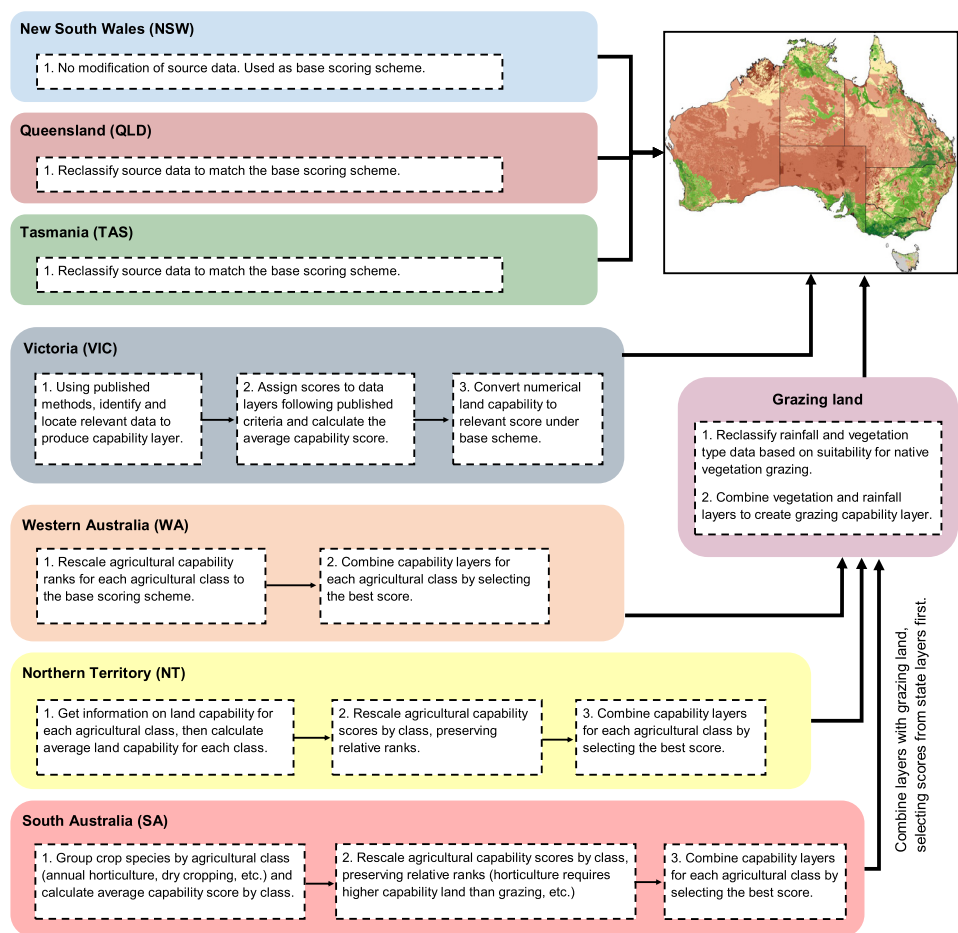 New South Wales (NSW)
1. No modification of source data. Used as base scoring scheme.
Queensland (QLD)
1. Reclassify source data to match the base scoring scheme.
Tasmania (TAS)
1. Reclassify source data to match the base scoring scheme.
Victoria (VIC)
1. Using published
methods, identify and
locate relevant data to
produce capability layer.
2. Assign scores to data
layers following published
criteria and calculate the
average capability score.
3. Convert numerical
land capability to
relevant score under
base scheme.
Grazing land
1. Reclassify rainfall and vegetation
type data based on suitability for native
vegetation grazing.
2. Combine vegetation and rainfall
layers to create grazing capability layer.
Western Australia (WA)
1. Rescale agricultural capability
ranks for each agricultural class to
the base scoring scheme.
2. Combine capability layers for
each agricultural class by selecting
the best score.
Northern Territory (NT)
1. Get information on land capability for
each agricultural class, then calculate
average land capability for each class.
2. Rescale agricultural capability
scores by class, preserving
relative ranks.
3. Combine capability layers
for each agricultural class by
selecting the best score.
South Australia (SA)
1. Group crop species by agricultural class
(annual horticulture, dry cropping, etc.) and
calculate average capability score by class.
2. Rescale agricultural capability scores by class,
preserving relative ranks (horticulture requires
higher capability land than grazing, etc.)
3. Combine capability layers
for each agricultural class by
selecting the best score.
Combine layers with grazing land,
selecting scores from state layers first.